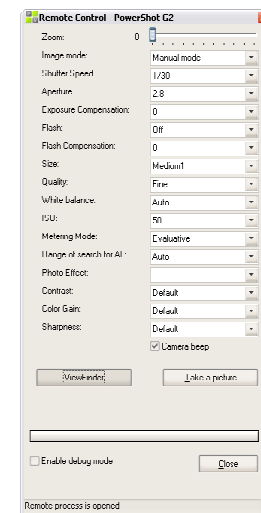 Remote Control PowerShot G2
Zoom: 0
Image mode: Manual mode
Shutter Speed 1/30
Aperture 2.8
Exposure Compensation: 0
Flash: Off
Flash Compensation: 0
Size: Medium1
Quality: Fine
White balance: Auto
ISO: 50
Metering Mode: Evaluative
Range of search for AF: Auto
Photo Effect:
Contrast: Default
Color Gain: Default
Sharpness: Default
Camera beep
ViewFinder Take a picture
Enable debug mode Close
Remote process is opened